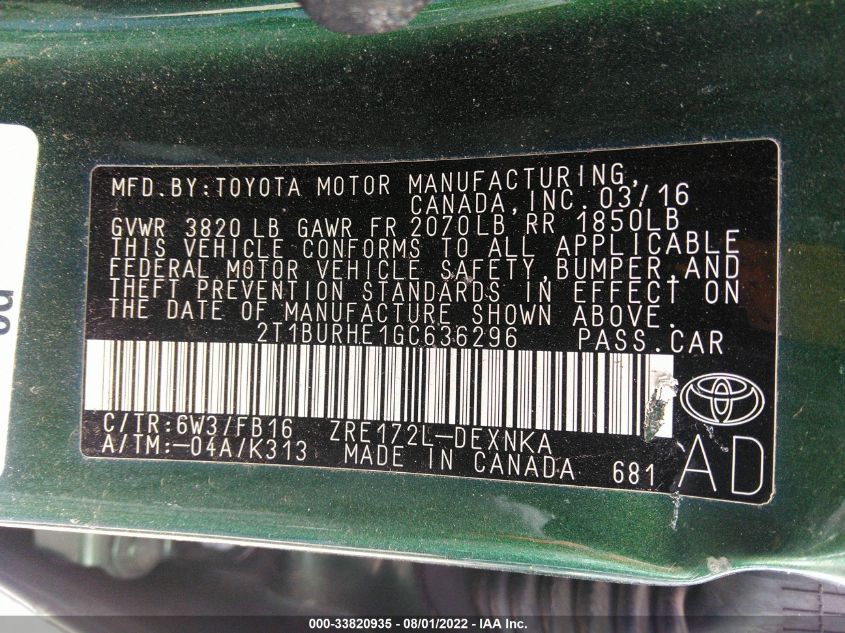 MFD.BY:TOYOTA MOTOR MANUFACTURING,
CANADA,INC. 03/16
GVWR 3820 LB GAWR FR 2070LB RR 1850LB
THIS VEHICLE CONFORMS TO ALL APPLICABLE
FEDERAL MOTOR VEHICLE SAFETY,BUMPER,AND
THEFT PREVENTION STANDARDS IN EFFECT ON
THE DATE OF MANUFACTURE SHOWN ABOVE.
2T1BURHE1GC636296 PASS.CAR
C/TR:6W3/FB16 ZRE172L-DEXNKA
A/TM:-04A/K313 MADE IN CANADA 681
AD
000-33820935 - 08/01/2022 - © IAA Inc.